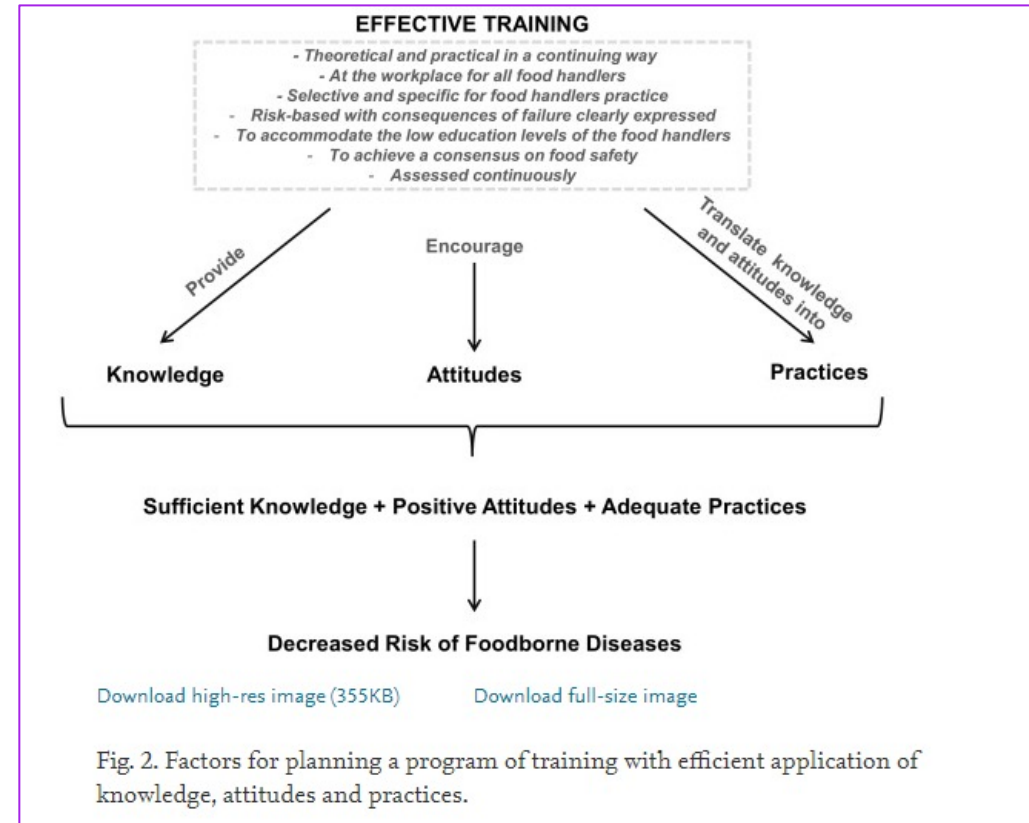 EFFECTIVE TRAINING
- Theoretical and practical in a continuing way
- At the workplace for all food handlers
- Selective and specific for food handlers practice
- Risk-based with consequences of failure clearly expressed
- To accommodate the low education levels of the food handlers
- To achieve a consensus on food safety
- Assessed continuously
Provide
Encourage
Translate knowledge
and attitudes into
Knowledge
Attitudes
Practices
Sufficient Knowledge + Positive Attitudes + Adequate Practices
Decreased Risk of Foodborne Diseases
Download high-res image (355KB)
Download full-size image
Fig. 2. Factors for planning a program of training with efficient application of
knowledge, attitudes and practices.